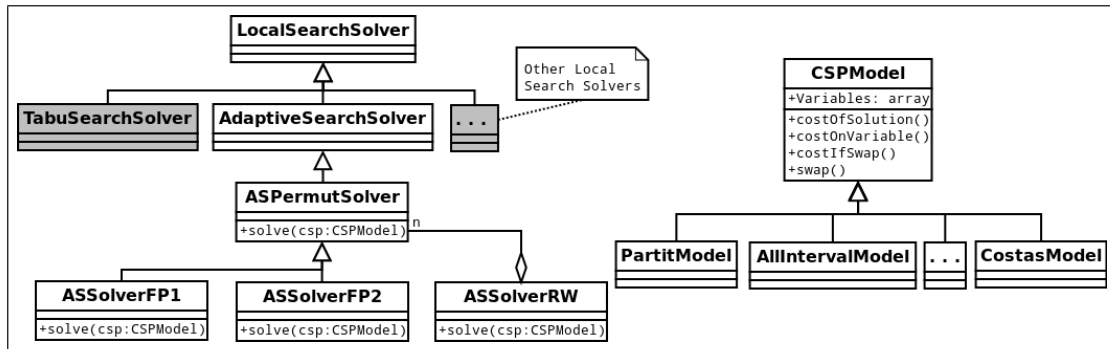 LocalSearchSolver
Other Local
Search Solvers
TabuSearchSolver
AdaptiveSearchSolver
...
ASPermutSolver
+solve(csp:CSPModel)
n
ASSolverFP1
+solve(csp:CSPModel)
ASSolverFP2
+solve(csp:CSPModel)
ASSolverRW
+solve(csp:CSPModel)
CSPModel
+Variables: array
+costOfSolution()
+costOnVariable()
+costIfSwap()
+swap()
PartitModel
AllIntervalModel
...
CostasModel